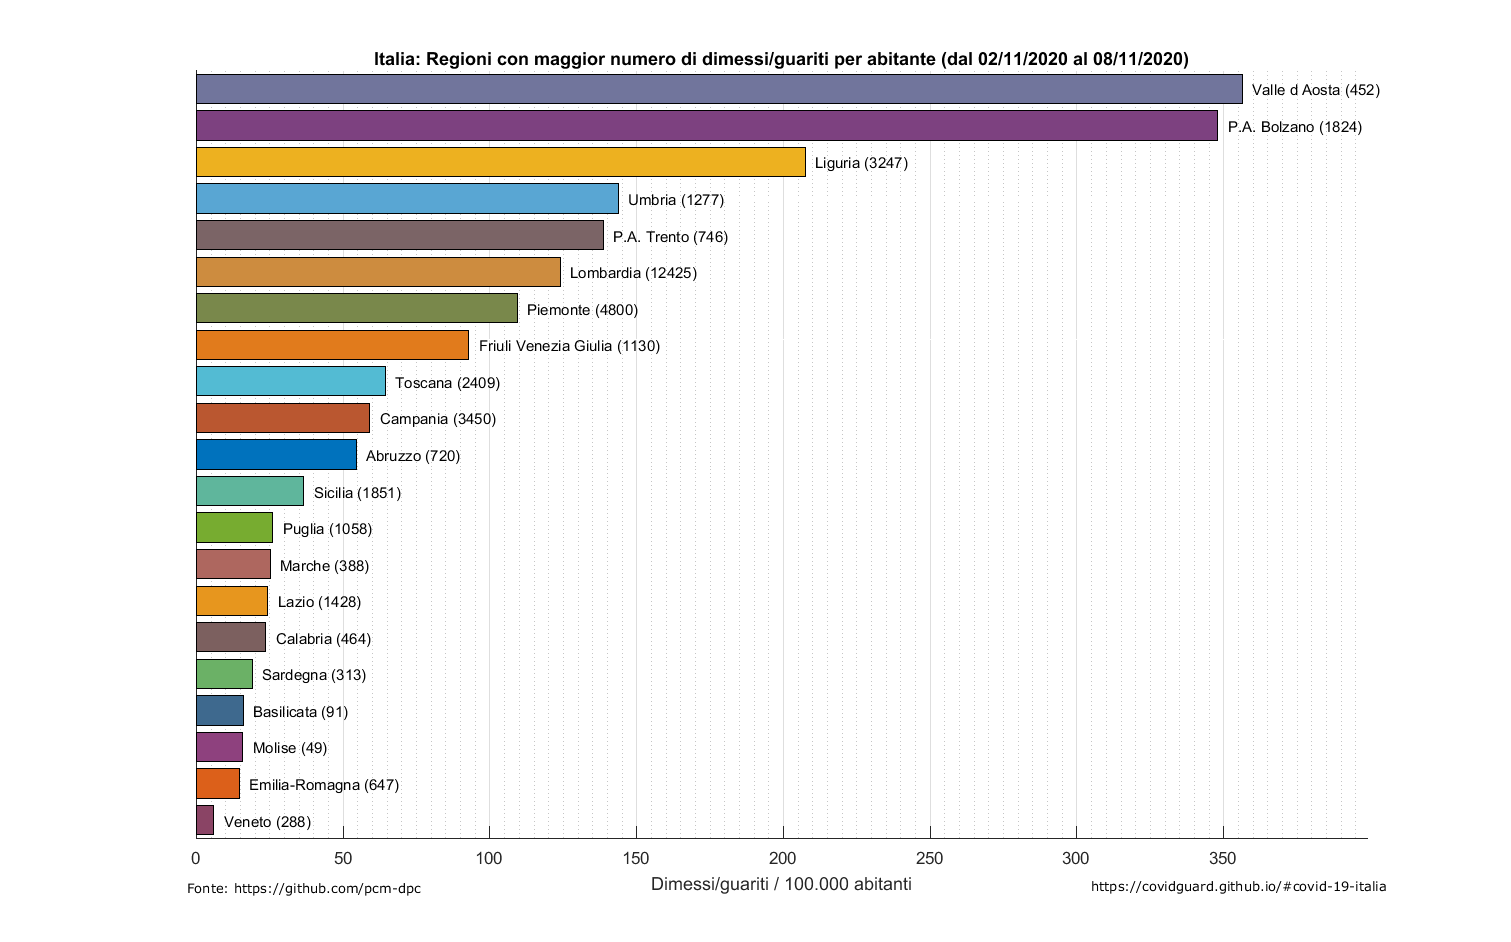 Italia: Regioni con maggior numero di dimessi/guariti per abitante (dal 02/11/2020 al 08/11/2020)
Valle d Aosta (452)
P.A. Bolzano (1824)
Liguria (3247)
Umbria (1277)
P.A. Trento (746)
Lombardia (12425)
Piemonte (4800)
Friuli Venezia Giulia (1130)
Toscana (2409)
Campania (3450)
Abruzzo (720)
Sicilia (1851)
Puglia (1058)
Marche (388)
Lazio (1428)
Calabria (464)
Sardegna (313)
Basilicata (91)
Molise (49)
Emilia-Romagna (647)
Veneto (288)
0 50 100 150 200 250 300 350
Dimessi/guariti / 100.000 abitanti
Fonte: https://github.com/pcm-dpc
https://covidguard.github.io/#covid-19-italia